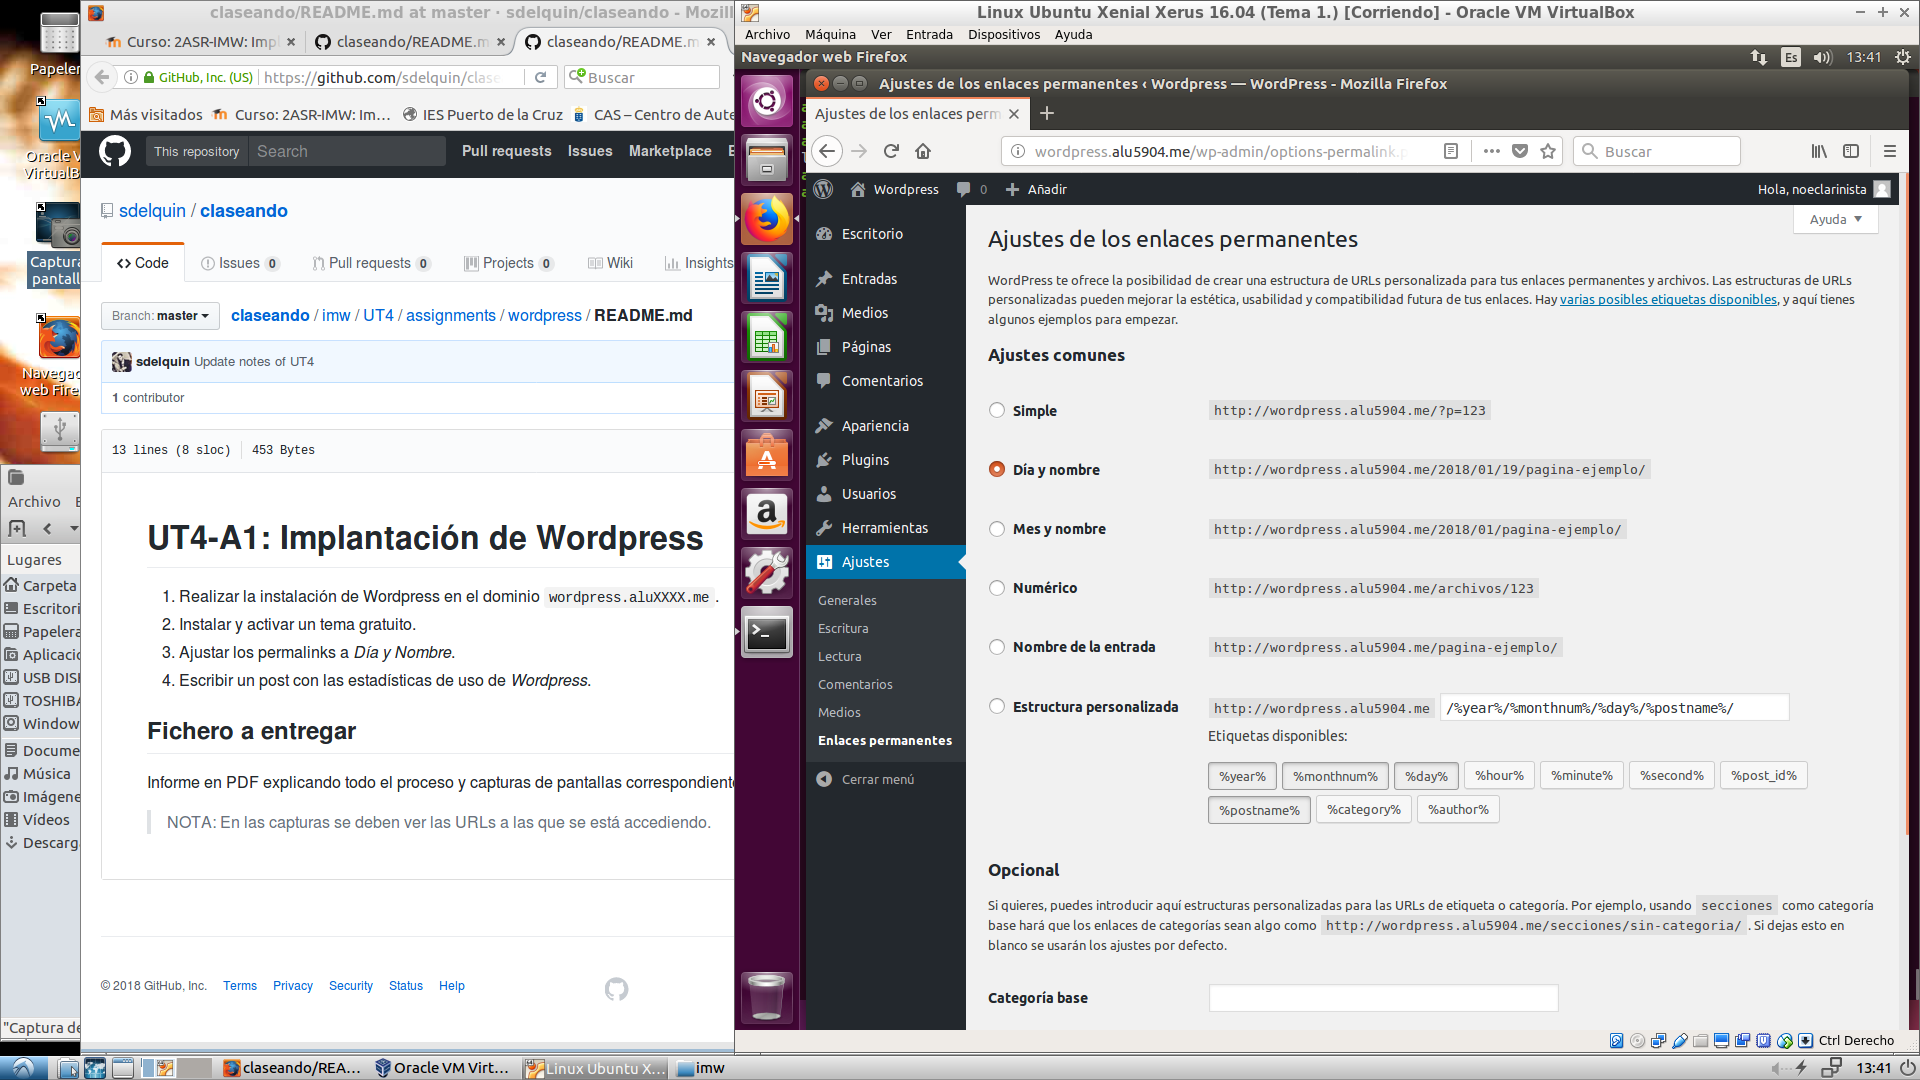 claseando/README.md at master · sdelquin/claseando - Mozill
Curso: 2ASR-IMW: Impl
claseando/README.m
claseando/README.m
GitHub, Inc. (US)
https://github.com/sdelquin/clase
Buscar
Más visitados
Curso: 2ASR-IMW: Im...
IES Puerto de la Cruz
CAS – Centro de Aute
This repository
Search
Pull requests
Issues
Marketplace
sdelquin / claseando
Code
Issues 0
Pull requests 0
Projects 0
Wiki
Insights
Branch: master
claseando / imw / UT4 / assignments / wordpress / README.md
sdelquin Update notes of UT4
1 contributor
13 lines (8 sloc)
453 Bytes
UT4-A1: Implantación de Wordpress
1. Realizar la instalación de Wordpress en el dominio wordpress.aluXXXX.me .
2. Instalar y activar un tema gratuito.
3. Ajustar los permalinks a Día y Nombre.
4. Escribir un post con las estadísticas de uso de Wordpress.
Fichero a entregar
Informe en PDF explicando todo el proceso y capturas de pantallas correspondiente
NOTA: En las capturas se deben ver las URLs a las que se está accediendo.
© 2018 GitHub, Inc.
Terms
Privacy
Security
Status
Help
Papeler
Oracle V
VirtualB
Captura
pantall
Navegad
web Fire
Archivo
Lugares
Carpeta
Escritori
Papelera
Aplicacio
USB DIS
TOSHIBA
Window
Docume
Música
Imágene
Vídeos
Descarg
"Captura de
Linux Ubuntu Xenial Xerus 16.04 (Tema 1.) [Corriendo] - Oracle VM VirtualBox
Archivo
Máquina
Ver
Entrada
Dispositivos
Ayuda
Navegador web Firefox
Es
13:41
Ajustes de los enlaces permanentes ‹ Wordpress — WordPress - Mozilla Firefox
Ajustes de los enlaces perm
wordpress.alu5904.me/wp-admin/options-permalink.p
Buscar
Wordpress
0
Añadir
Hola, noeclarinista
Escritorio
Entradas
Medios
Páginas
Comentarios
Apariencia
Plugins
Usuarios
Herramientas
Ajustes
Generales
Escritura
Lectura
Comentarios
Medios
Enlaces permanentes
Cerrar menú
Ayuda
Ajustes de los enlaces permanentes
WordPress te ofrece la posibilidad de crear una estructura de URLs personalizada para tus enlaces permanentes y archivos. Las estructuras de URLs
personalizadas pueden mejorar la estética, usabilidad y compatibilidad futura de tus enlaces. Hay varias posibles etiquetas disponibles, y aquí tienes
algunos ejemplos para empezar.
Ajustes comunes
Simple
http://wordpress.alu5904.me/?p=123
Día y nombre
http://wordpress.alu5904.me/2018/01/19/pagina-ejemplo/
Mes y nombre
http://wordpress.alu5904.me/2018/01/pagina-ejemplo/
Numérico
http://wordpress.alu5904.me/archivos/123
Nombre de la entrada
http://wordpress.alu5904.me/pagina-ejemplo/
Estructura personalizada
http://wordpress.alu5904.me
/%year%/%monthnum%/%day%/%postname%/
Etiquetas disponibles:
%year%
%monthnum%
%day%
%hour%
%minute%
%second%
%post_id%
%postname%
%category%
%author%
Opcional
Si quieres, puedes introducir aquí estructuras personalizadas para las URLs de etiqueta o categoría. Por ejemplo, usando secciones como categoría
base hará que los enlaces de categorías sean algo como http://wordpress.alu5904.me/secciones/sin-categoria/ . Si dejas esto en
blanco se usarán los ajustes por defecto.
Categoría base
Ctrl Derecho
claseando/REA...
Oracle VM Virt...
Linux Ubuntu X...
imw
13:41